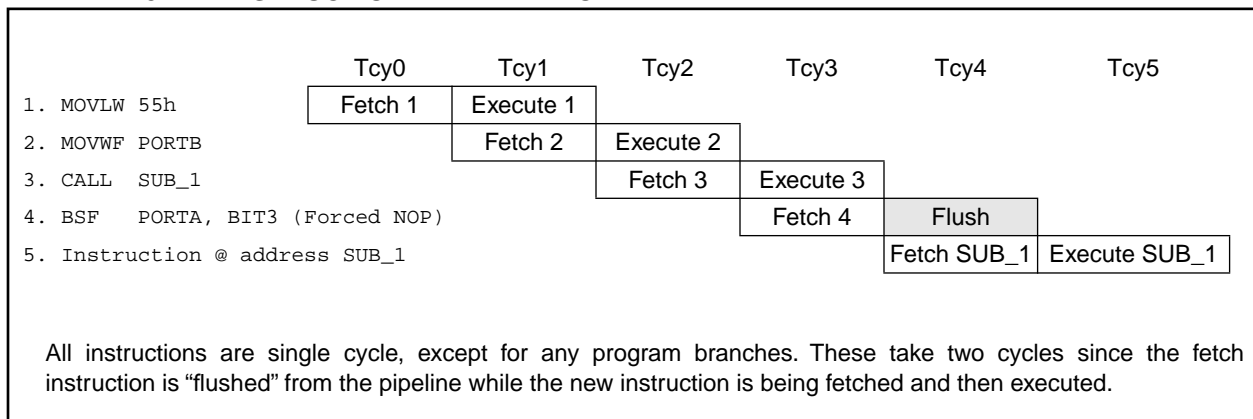 Tcy0 Tcy1 Tcy2 Tcy3 Tcy4 Tcy5
1. MOVLW 55h Fetch 1 Execute 1
2. MOVWF PORTB Fetch 2 Execute 2
3. CALL SUB_1 Fetch 3 Execute 3
4. BSF PORTA, BIT3 (Forced NOP) Fetch 4 Flush
5. Instruction @ address SUB_1 Fetch SUB_1 Execute SUB_1
All instructions are single cycle, except for any program branches. These take two cycles since the fetch
instruction is “flushed” from the pipeline while the new instruction is being fetched and then executed.